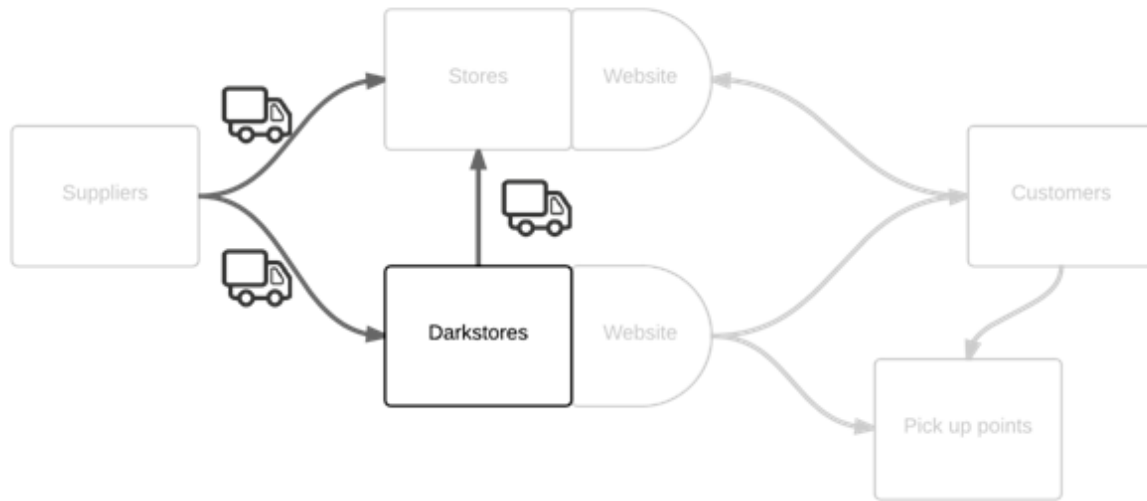 Stores
Website
Suppliers
Customers
Darkstores
Website
Pick up points